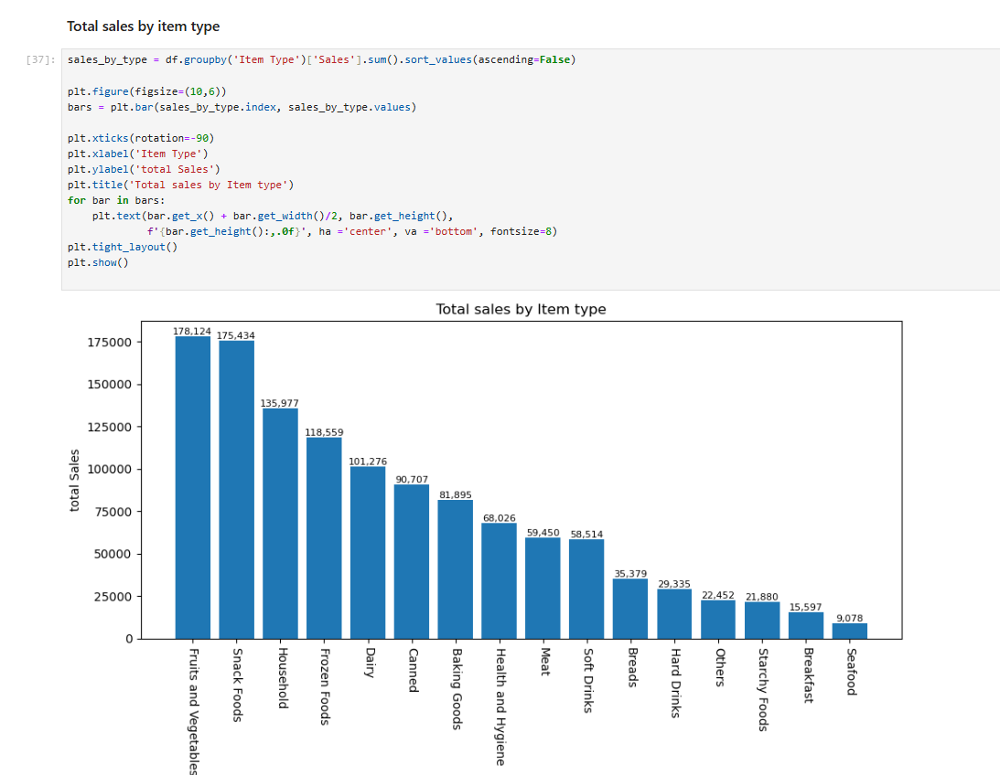 Total sales by item type
[37]: sales_by_type = df.groupby('Item Type')['Sales'].sum().sort_values(ascending=False)
plt.figure(figsize=(10,6))
bars = plt.bar(sales_by_type.index, sales_by_type.values)
plt.xticks(rotation=-90)
plt.xlabel('Item Type')
plt.ylabel('total Sales')
plt.title('Total sales by Item type')
for bar in bars:
    plt.text(bar.get_x() + bar.get_width()/2, bar.get_height(),
             f'{bar.get_height():,.0f}', ha ='center', va ='bottom', fontsize=8)
plt.tight_layout()
plt.show()
Total sales by Item type
total Sales
175000
150000
125000
100000
75000
50000
25000
0
178,124
175,434
135,977
118,559
101,276
90,707
81,895
68,026
59,450
58,514
35,379
29,335
22,452
21,880
15,597
9,078
Fruits and Vegetables
Snack Foods
Household
Frozen Foods
Dairy
Canned
Baking Goods
Health and Hygiene
Meat
Soft Drinks
Breads
Hard Drinks
Others
Starchy Foods
Breakfast
Seafood